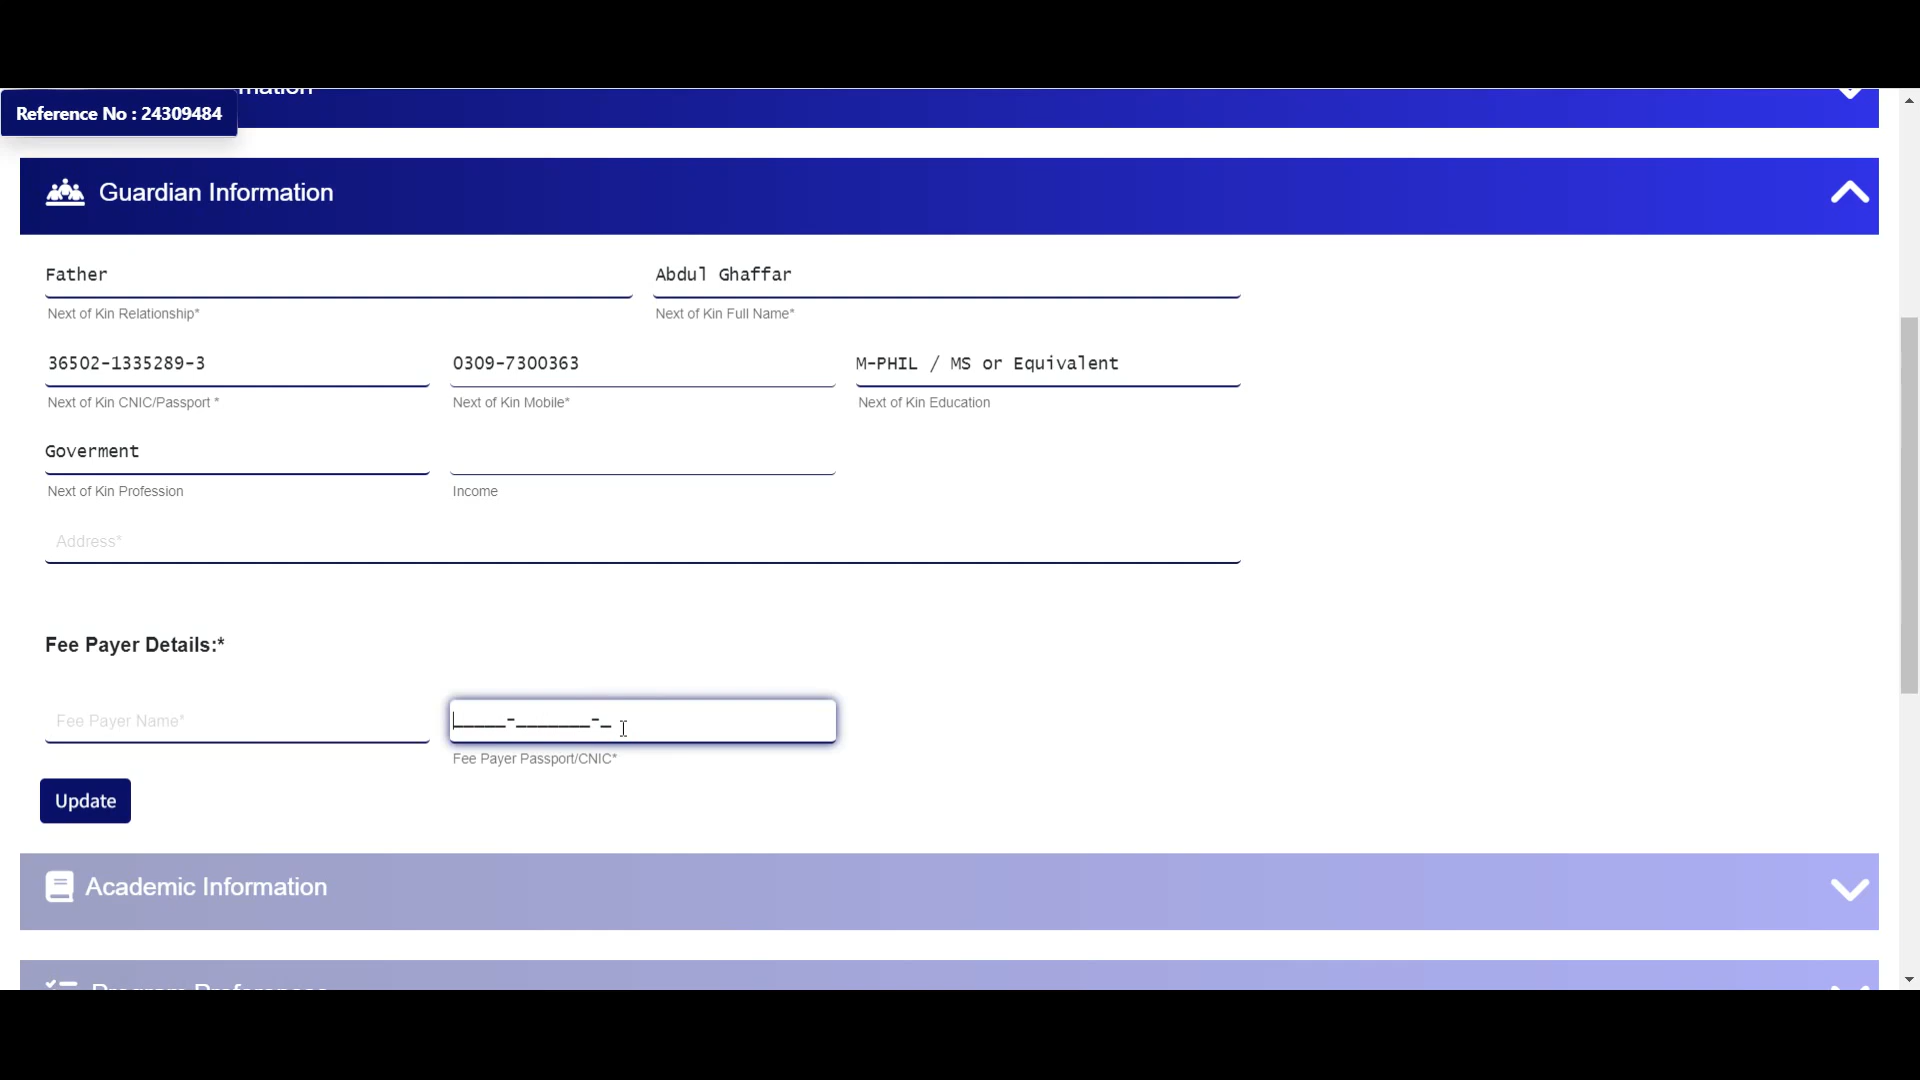 mation
Reference No : 24309484
Guardian Information
Father
Abdul Ghaffar
Next of Kin Relationship*
Next of Kin Full Name*
36502-1335289-3
0309-7300363
M-PHIL / MS or Equivalent
Next of Kin CNIC/Passport *
Next of Kin Mobile*
Next of Kin Education
Goverment
Next of Kin Profession
Income
Address*
Fee Payer Details:*
Fee Payer Name*
_____-_______-_
Fee Payer Passport/CNIC*
Update
Academic Information
Program Preferences